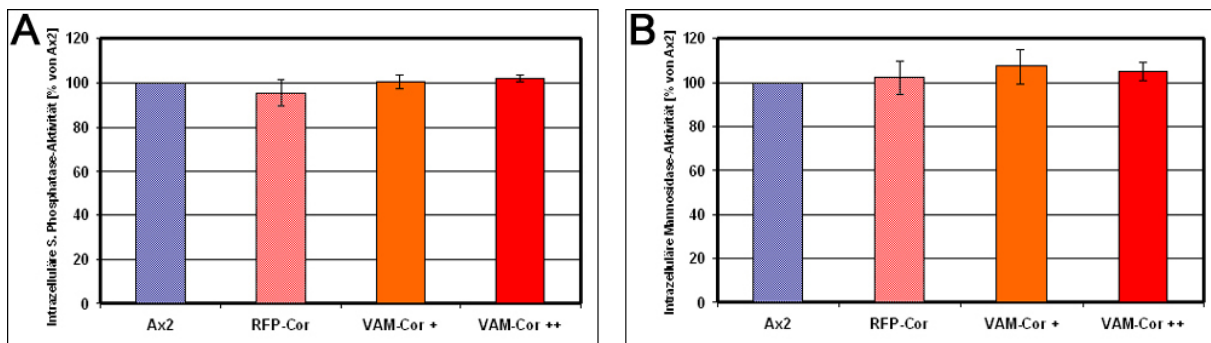 A
Intrazelluläre S. Phosphatase-Aktivität [% von Ax2]
120
100
80
60
40
20
0
Ax2 RFP-Cor VAM-Cor + VAM-Cor ++
B
Intrazelluläre Mannosidase-Aktivität [% von Ax2]
120
100
80
60
40
20
0
Ax2 RFP-Cor VAM-Cor + VAM-Cor ++